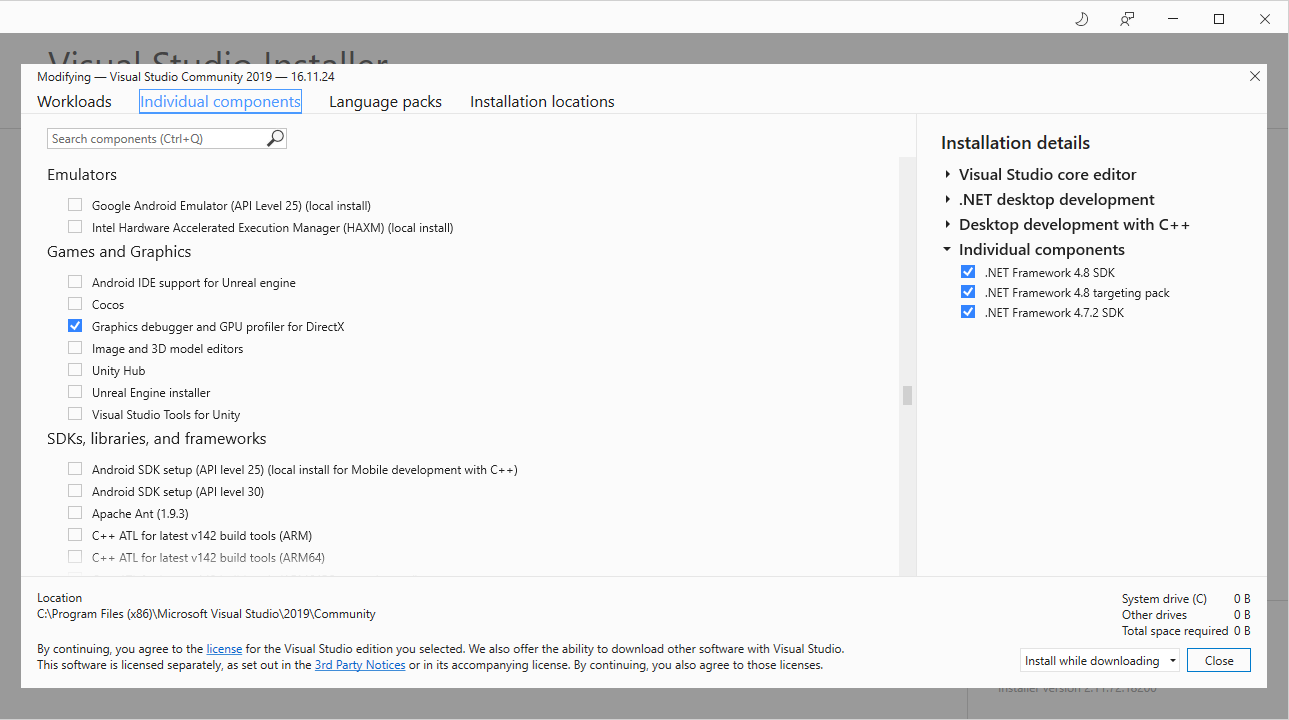 Visual Studio Installer
Modifying — Visual Studio Community 2019 — 16.11.24
Workloads Individual components Language packs Installation locations
Search components (Ctrl+Q)
Emulators
Google Android Emulator (API Level 25) (local install)
Intel Hardware Accelerated Execution Manager (HAXM) (local install)
Games and Graphics
Android IDE support for Unreal engine
Cocos
Graphics debugger and GPU profiler for DirectX
Image and 3D model editors
Unity Hub
Unreal Engine installer
Visual Studio Tools for Unity
SDKs, libraries, and frameworks
Android SDK setup (API level 25) (local install for Mobile development with C++)
Android SDK setup (API level 30)
Apache Ant (1.9.3)
C++ ATL for latest v142 build tools (ARM)
C++ ATL for latest v142 build tools (ARM64)
Installation details
Visual Studio core editor
.NET desktop development
Desktop development with C++
Individual components
.NET Framework 4.8 SDK
.NET Framework 4.8 targeting pack
.NET Framework 4.7.2 SDK
Location
C:\Program Files (x86)\Microsoft Visual Studio\2019\Community
By continuing, you agree to the license for the Visual Studio edition you selected. We also offer the ability to download other software with Visual Studio.
This software is licensed separately, as set out in the 3rd Party Notices or in its accompanying license. By continuing, you also agree to those licenses.
System drive (C) 0 B
Other drives 0 B
Total space required 0 B
Install while downloading Close
Installer version